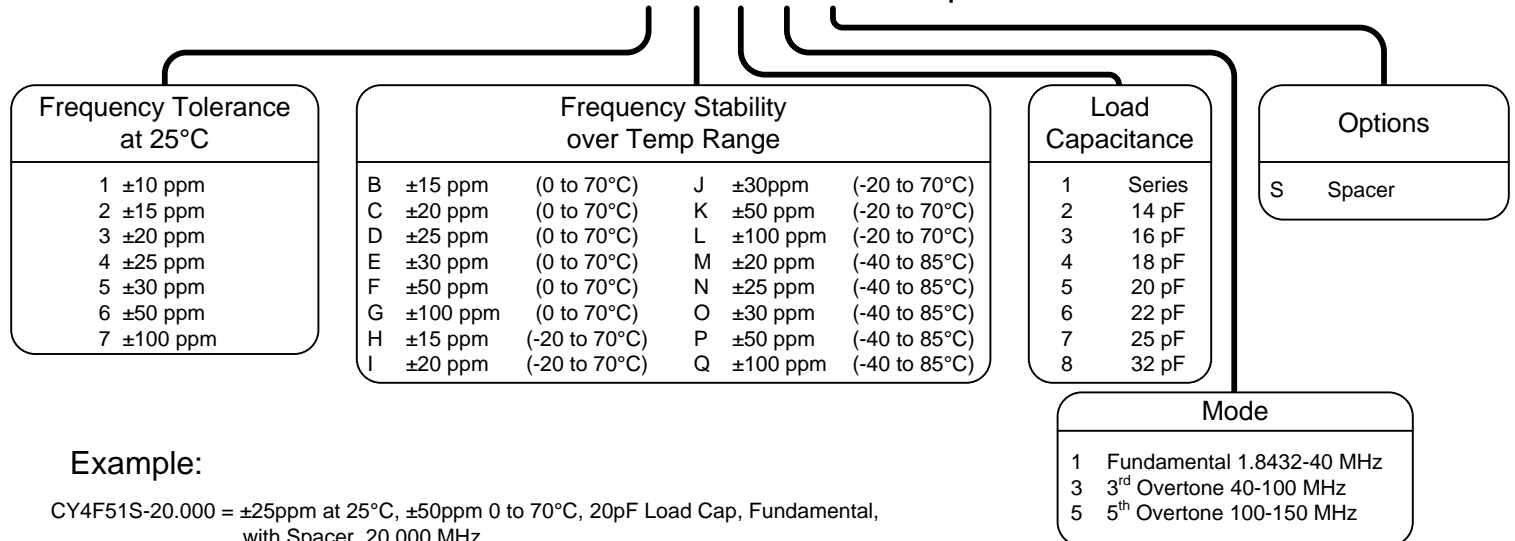 Frequency Tolerance
at 25°C
1 ±10 ppm
2 ±15 ppm
3 ±20 ppm
4 ±25 ppm
5 ±30 ppm
6 ±50 ppm
7 ±100 ppm
Frequency Stability
over Temp Range
B ±15 ppm (0 to 70°C) J ±30ppm (-20 to 70°C)
C ±20 ppm (0 to 70°C) K ±50 ppm (-20 to 70°C)
D ±25 ppm (0 to 70°C) L ±100 ppm (-20 to 70°C)
E ±30 ppm (0 to 70°C) M ±20 ppm (-40 to 85°C)
F ±50 ppm (0 to 70°C) N ±25 ppm (-40 to 85°C)
G ±100 ppm (0 to 70°C) O ±30 ppm (-40 to 85°C)
H ±15 ppm (-20 to 70°C) P ±50 ppm (-40 to 85°C)
I ±20 ppm (-20 to 70°C) Q ±100 ppm (-40 to 85°C)
Load
Capacitance
1 Series
2 14 pF
3 16 pF
4 18 pF
5 20 pF
6 22 pF
7 25 pF
8 32 pF
Options
S Spacer
Mode
1 Fundamental 1.8432-40 MHz
3 3rd Overtone 40-100 MHz
5 5th Overtone 100-150 MHz
Example:
CY4F51S-20.000 = ±25ppm at 25°C, ±50ppm 0 to 70°C, 20pF Load Cap, Fundamental,
with Spacer, 20.000 MHz